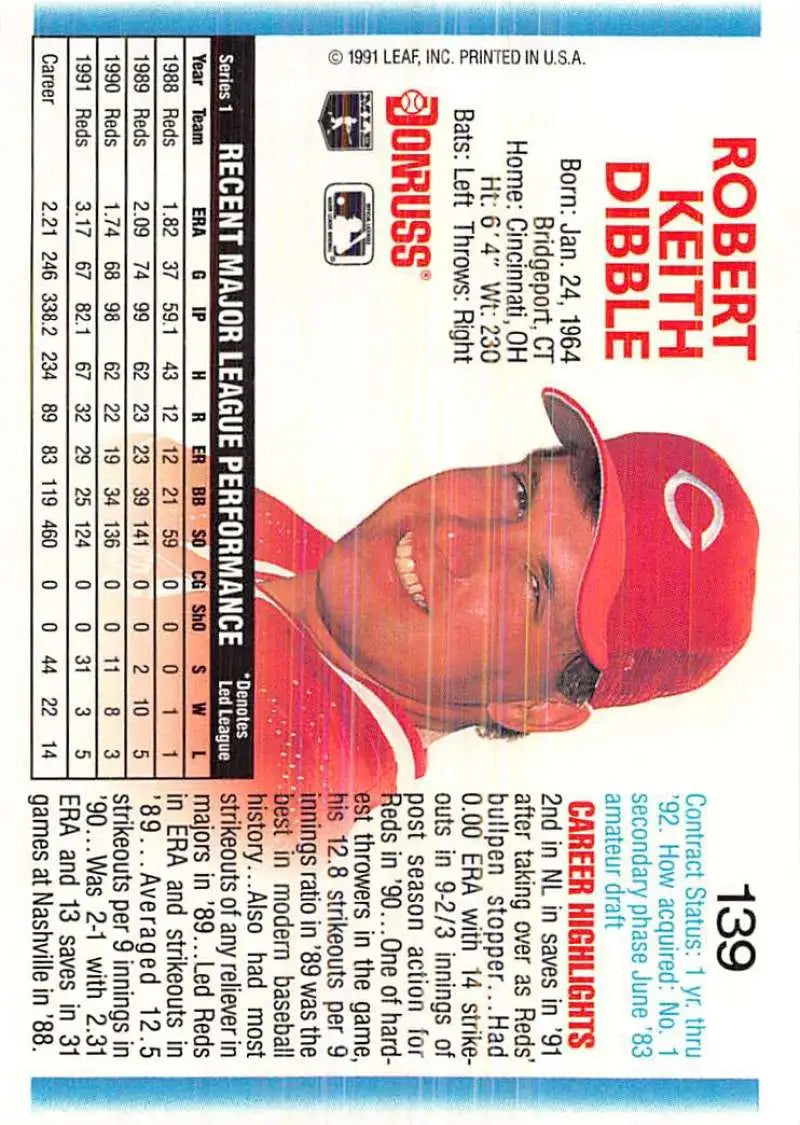 139
ROBERT
KEITH
DIBBLE
Born: Jan. 24, 1964
Bridgeport, CT
Home: Cincinnati, OH
Ht: 6' 4" Wt: 230
Bats: Left Throws: Right
DONRUSS®
MLB
© 1991 LEAF, INC. PRINTED IN U.S.A.
C
Contract Status: 1 yr. thru
'92. How acquired: No. 1
secondary phase June '83
amateur draft
CAREER HIGHLIGHTS
2nd in NL in saves in '91
after taking over as Reds'
bullpen stopper...Had
0.00 ERA with 14 strike-
outs in 9-2/3 innings of
post season action for
Reds in '90...One of hard-
est throwers in the game,
his 12.8 strikeouts per 9
innings ratio in '89 was the
best in modern baseball
history...Also had most
strikeouts of any reliever in
majors in '89...Led Reds
in ERA and strikeouts in
'89...Averaged 12.5
strikeouts per 9 innings in
'90...Was 2-1 with 2.31
ERA and 13 saves in 31
games at Nashville in '88.
Series 1 RECENT MAJOR LEAGUE PERFORMANCE *Denotes Led League
Year Team ERA G IP H R ER BB SO CG ShO S W L
1988 Reds 1.82 37 59.1 43 12 12 21 59 0 0 0 1 1
1989 Reds 2.09 74 99 62 23 23 39 141 0 0 2 10 5
1990 Reds 1.74 68 98 62 22 19 34 136 0 0 11 8 3
1991 Reds 3.17 67 82.1 67 32 29 25 124 0 0 31 3 5
Career 2.21 246 338.2 234 89 83 119 460 0 0 44 22 14